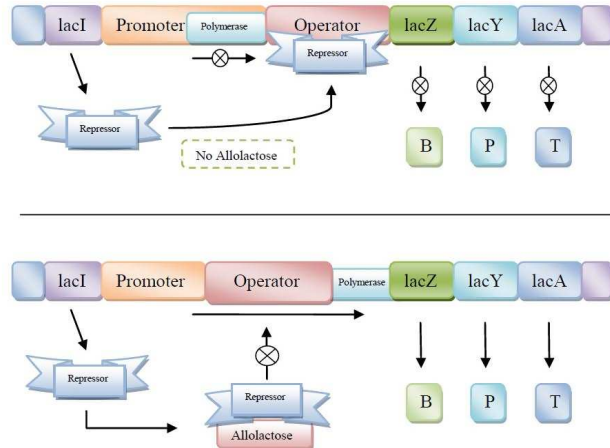 lacI Promoter Polymerase Operator lacZ lacY lacA
Repressor
Repressor
No Allolactose
B P T
lacI Promoter Operator Polymerase lacZ lacY lacA
Repressor
Repressor
Allolactose
B P T